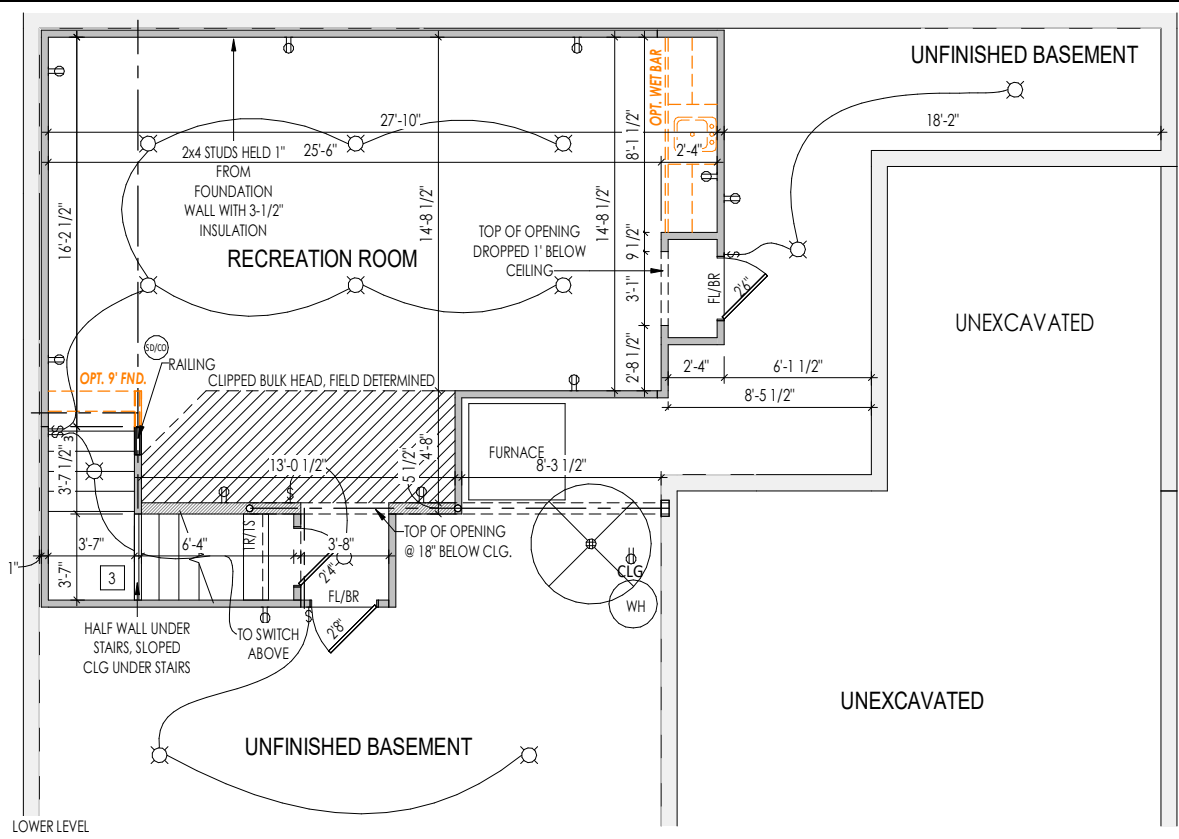 UNFINISHED BASEMENT
OPT. WET BAR
27'-10"
18'-2"
2x4 STUDS HELD 1"
FROM
FOUNDATION
WALL WITH 3-1/2"
INSULATION
25'-6"
8'-1 1/2"
2'-4"
16'-2 1/2"
14'-8 1/2"
14'-8 1/2"
TOP OF OPENING
DROPPED 1' BELOW
CEILING
9 1/2"
RECREATION ROOM
3'-1"
FL/BR
2'6"
S
UNEXCAVATED
SD/CO
RAILING
2'-8 1/2"
OPT. 9' FND.
CLIPPED BULK HEAD, FIELD DETERMINED
2'-4"
6'-1 1/2"
8'-5 1/2"
SS
3'-7 1/2"
FURNACE
13'-0 1/2"
5 1/2"
4'-8"
8'-3 1/2"
S
TOP OF OPENING
@ 18" BELOW CLG.
3'-7"
6'-4"
TR/TS
3'-8"
1"
3'-7"
3
2'4"
FL/BR
CLG
WH
S
2'8"
HALF WALL UNDER
STAIRS, SLOPED
CLG UNDER STAIRS
TO SWITCH
ABOVE
UNEXCAVATED
UNFINISHED BASEMENT
LOWER LEVEL